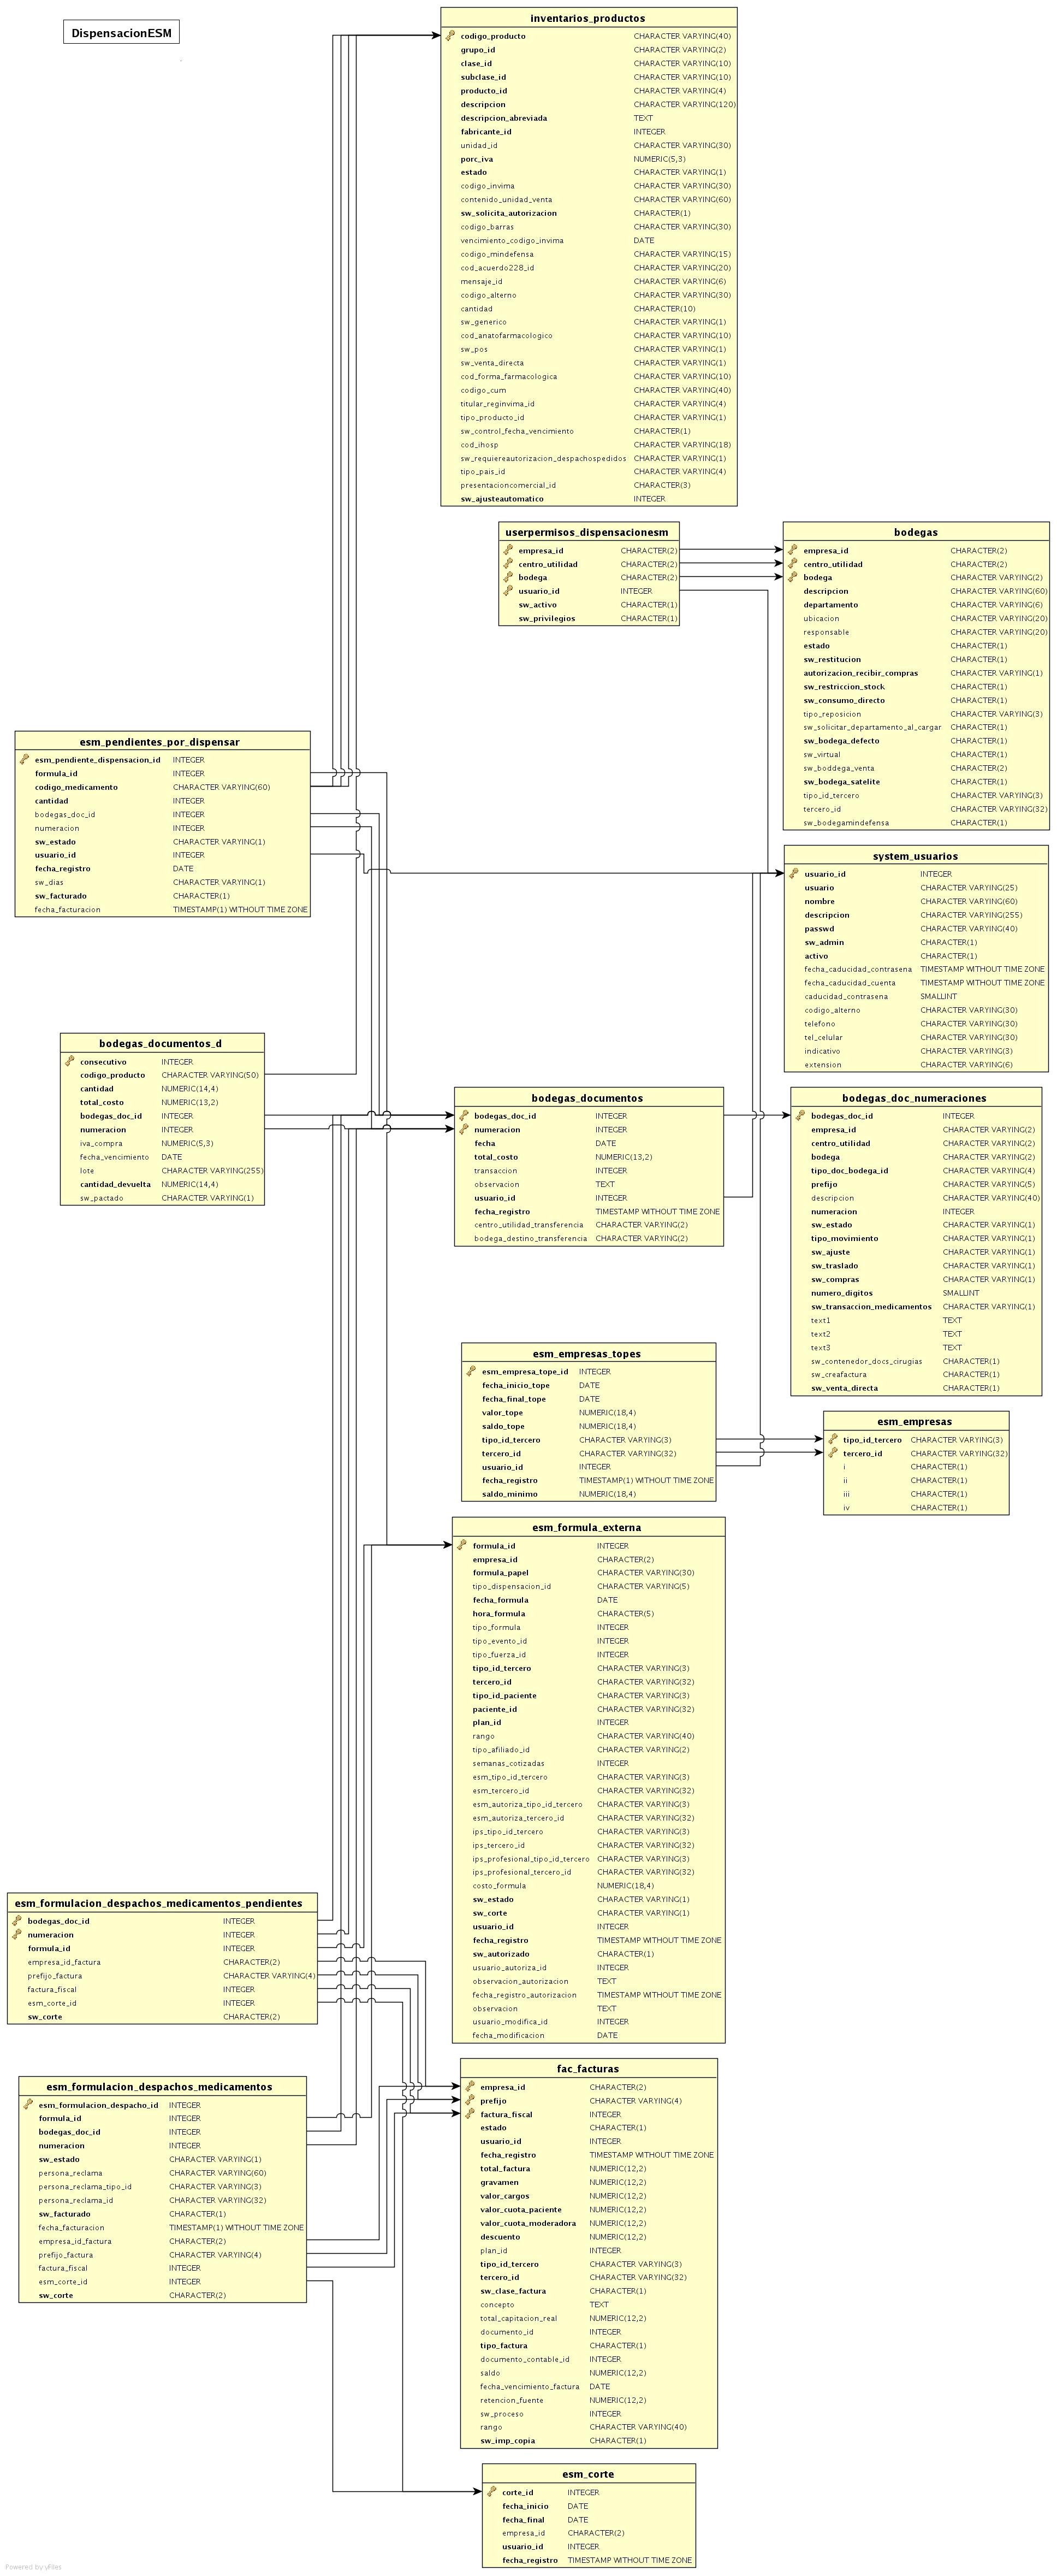 DispensacionESM
inventarios_productos
codigo_producto CHARACTER VARYING(40)
grupo_id CHARACTER VARYING(2)
clase_id CHARACTER VARYING(10)
subclase_id CHARACTER VARYING(10)
producto_id CHARACTER VARYING(4)
descripcion CHARACTER VARYING(120)
descripcion_abreviada TEXT
fabricante_id INTEGER
unidad_id CHARACTER VARYING(30)
porc_iva NUMERIC(5,3)
estado CHARACTER VARYING(1)
codigo_invima CHARACTER VARYING(30)
contenido_unidad_venta CHARACTER VARYING(60)
sw_solicita_autorizacion CHARACTER(1)
codigo_barras CHARACTER VARYING(30)
vencimiento_codigo_invima DATE
codigo_mindefensa CHARACTER VARYING(15)
cod_acuerdo228_id CHARACTER VARYING(20)
mensaje_id CHARACTER VARYING(6)
codigo_alterno CHARACTER VARYING(30)
cantidad CHARACTER(10)
sw_generico CHARACTER VARYING(1)
cod_anatofarmacologico CHARACTER VARYING(10)
sw_pos CHARACTER VARYING(1)
sw_venta_directa CHARACTER VARYING(1)
cod_forma_farmacologica CHARACTER VARYING(10)
codigo_cum CHARACTER VARYING(40)
titular_reginvima_id CHARACTER VARYING(4)
tipo_producto_id CHARACTER VARYING(1)
sw_control_fecha_vencimiento CHARACTER(1)
cod_ihosp CHARACTER VARYING(18)
sw_requiereautorizacion_despachospedidos CHARACTER VARYING(1)
tipo_pais_id CHARACTER VARYING(4)
presentacioncomercial_id CHARACTER(3)
sw_ajusteautomatico INTEGER
userpermisos_dispensacionesm
empresa_id CHARACTER(2)
centro_utilidad CHARACTER(2)
bodega CHARACTER(2)
usuario_id INTEGER
sw_activo CHARACTER(1)
sw_privilegios CHARACTER(1)
bodegas
empresa_id CHARACTER(2)
centro_utilidad CHARACTER(2)
bodega CHARACTER VARYING(2)
descripcion CHARACTER VARYING(60)
departamento CHARACTER VARYING(6)
ubicacion CHARACTER VARYING(20)
responsable CHARACTER VARYING(20)
estado CHARACTER(1)
sw_restitucion CHARACTER(1)
autorizacion_recibir_compras CHARACTER VARYING(1)
sw_restriccion_stock CHARACTER(1)
sw_consumo_directo CHARACTER(1)
tipo_reposicion CHARACTER VARYING(3)
sw_solicitar_departamento_al_cargar CHARACTER(1)
sw_bodega_defecto CHARACTER(1)
sw_virtual CHARACTER(1)
sw_boddega_venta CHARACTER(2)
sw_bodega_satelite CHARACTER(1)
tipo_id_tercero CHARACTER VARYING(3)
tercero_id CHARACTER VARYING(32)
sw_bodegamindefensa CHARACTER(1)
esm_pendientes_por_dispensar
esm_pendiente_dispensacion_id INTEGER
formula_id INTEGER
codigo_medicamento CHARACTER VARYING(60)
cantidad INTEGER
bodegas_doc_id INTEGER
numeracion INTEGER
sw_estado CHARACTER VARYING(1)
usuario_id INTEGER
fecha_registro DATE
sw_dias CHARACTER VARYING(1)
sw_facturado CHARACTER(1)
fecha_facturacion TIMESTAMP(1) WITHOUT TIME ZONE
system_usuarios
usuario_id INTEGER
usuario CHARACTER VARYING(25)
nombre CHARACTER VARYING(60)
descripcion CHARACTER VARYING(255)
passwd CHARACTER VARYING(40)
sw_admin CHARACTER(1)
activo CHARACTER(1)
fecha_caducidad_contrasena TIMESTAMP WITHOUT TIME ZONE
fecha_caducidad_cuenta TIMESTAMP WITHOUT TIME ZONE
caducidad_contrasena SMALLINT
codigo_alterno CHARACTER VARYING(30)
telefono CHARACTER VARYING(30)
tel_celular CHARACTER VARYING(30)
indicativo CHARACTER VARYING(3)
extension CHARACTER VARYING(6)
bodegas_documentos_d
consecutivo INTEGER
codigo_producto CHARACTER VARYING(50)
cantidad NUMERIC(14,4)
total_costo NUMERIC(13,2)
bodegas_doc_id INTEGER
numeracion INTEGER
iva_compra NUMERIC(5,3)
fecha_vencimiento DATE
lote CHARACTER VARYING(255)
cantidad_devuelta NUMERIC(14,4)
sw_pactado CHARACTER VARYING(1)
bodegas_documentos
bodegas_doc_id INTEGER
numeracion INTEGER
fecha DATE
total_costo NUMERIC(13,2)
transaccion INTEGER
observacion TEXT
usuario_id INTEGER
fecha_registro TIMESTAMP WITHOUT TIME ZONE
centro_utilidad_transferencia CHARACTER VARYING(2)
bodega_destino_transferencia CHARACTER VARYING(2)
bodegas_doc_numeraciones
bodegas_doc_id INTEGER
empresa_id CHARACTER VARYING(2)
centro_utilidad CHARACTER VARYING(2)
bodega CHARACTER VARYING(2)
tipo_doc_bodega_id CHARACTER VARYING(4)
prefijo CHARACTER VARYING(5)
descripcion CHARACTER VARYING(40)
numeracion INTEGER
sw_estado CHARACTER VARYING(1)
tipo_movimiento CHARACTER VARYING(1)
sw_ajuste CHARACTER VARYING(1)
sw_traslado CHARACTER VARYING(1)
sw_compras CHARACTER VARYING(1)
numero_digitos SMALLINT
sw_transaccion_medicamentos CHARACTER VARYING(1)
text1 TEXT
text2 TEXT
text3 TEXT
sw_contenedor_docs_cirugias CHARACTER(1)
sw_creafactura CHARACTER(1)
sw_venta_directa CHARACTER(1)
esm_empresas_topes
esm_empresa_tope_id INTEGER
fecha_inicio_tope DATE
fecha_final_tope DATE
valor_tope NUMERIC(18,4)
saldo_tope NUMERIC(18,4)
tipo_id_tercero CHARACTER VARYING(3)
tercero_id CHARACTER VARYING(32)
usuario_id INTEGER
fecha_registro TIMESTAMP(1) WITHOUT TIME ZONE
saldo_minimo NUMERIC(18,4)
esm_empresas
tipo_id_tercero CHARACTER VARYING(3)
tercero_id CHARACTER VARYING(32)
i CHARACTER(1)
ii CHARACTER(1)
iii CHARACTER(1)
iv CHARACTER(1)
esm_formula_externa
formula_id INTEGER
empresa_id CHARACTER(2)
formula_papel CHARACTER VARYING(30)
tipo_dispensacion_id CHARACTER VARYING(5)
fecha_formula DATE
hora_formula CHARACTER(5)
tipo_formula INTEGER
tipo_evento_id INTEGER
tipo_fuerza_id INTEGER
tipo_id_tercero CHARACTER VARYING(3)
tercero_id CHARACTER VARYING(32)
tipo_id_paciente CHARACTER VARYING(3)
paciente_id CHARACTER VARYING(32)
plan_id INTEGER
rango CHARACTER VARYING(40)
tipo_afiliado_id CHARACTER VARYING(2)
semanas_cotizadas INTEGER
esm_tipo_id_tercero CHARACTER VARYING(3)
esm_tercero_id CHARACTER VARYING(32)
esm_autoriza_tipo_id_tercero CHARACTER VARYING(3)
esm_autoriza_tercero_id CHARACTER VARYING(32)
ips_tipo_id_tercero CHARACTER VARYING(3)
ips_tercero_id CHARACTER VARYING(32)
ips_profesional_tipo_id_tercero CHARACTER VARYING(3)
ips_profesional_tercero_id CHARACTER VARYING(32)
costo_formula NUMERIC(18,4)
sw_estado CHARACTER VARYING(1)
sw_corte CHARACTER VARYING(1)
usuario_id INTEGER
fecha_registro TIMESTAMP WITHOUT TIME ZONE
sw_autorizado CHARACTER(1)
usuario_autoriza_id INTEGER
observacion_autorizacion TEXT
fecha_registro_autorizacion TIMESTAMP WITHOUT TIME ZONE
observacion TEXT
usuario_modifica_id INTEGER
fecha_modificacion DATE
esm_formulacion_despachos_medicamentos_pendientes
bodegas_doc_id INTEGER
numeracion INTEGER
formula_id INTEGER
empresa_id_factura CHARACTER(2)
prefijo_factura CHARACTER VARYING(4)
factura_fiscal INTEGER
esm_corte_id INTEGER
sw_corte CHARACTER(2)
esm_formulacion_despachos_medicamentos
esm_formulacion_despacho_id INTEGER
formula_id INTEGER
bodegas_doc_id INTEGER
numeracion INTEGER
sw_estado CHARACTER VARYING(1)
persona_reclama CHARACTER VARYING(60)
persona_reclama_tipo_id CHARACTER VARYING(3)
persona_reclama_id CHARACTER VARYING(32)
sw_facturado CHARACTER(1)
fecha_facturacion TIMESTAMP(1) WITHOUT TIME ZONE
empresa_id_factura CHARACTER(2)
prefijo_factura CHARACTER VARYING(4)
factura_fiscal INTEGER
esm_corte_id INTEGER
sw_corte CHARACTER(2)
fac_facturas
empresa_id CHARACTER(2)
prefijo CHARACTER VARYING(4)
factura_fiscal INTEGER
estado CHARACTER(1)
usuario_id INTEGER
fecha_registro TIMESTAMP WITHOUT TIME ZONE
total_factura NUMERIC(12,2)
gravamen NUMERIC(12,2)
valor_cargos NUMERIC(12,2)
valor_cuota_paciente NUMERIC(12,2)
valor_cuota_moderadora NUMERIC(12,2)
descuento NUMERIC(12,2)
plan_id INTEGER
tipo_id_tercero CHARACTER VARYING(3)
tercero_id CHARACTER VARYING(32)
sw_clase_factura CHARACTER(1)
concepto TEXT
total_capitacion_real NUMERIC(12,2)
documento_id INTEGER
tipo_factura CHARACTER(1)
documento_contable_id INTEGER
saldo NUMERIC(12,2)
fecha_vencimiento_factura DATE
retencion_fuente NUMERIC(12,2)
sw_proceso INTEGER
rango CHARACTER VARYING(40)
sw_imp_copia CHARACTER(1)
esm_corte
corte_id INTEGER
fecha_inicio DATE
fecha_final DATE
empresa_id CHARACTER(2)
usuario_id INTEGER
fecha_registro TIMESTAMP WITHOUT TIME ZONE
Powered by yFiles